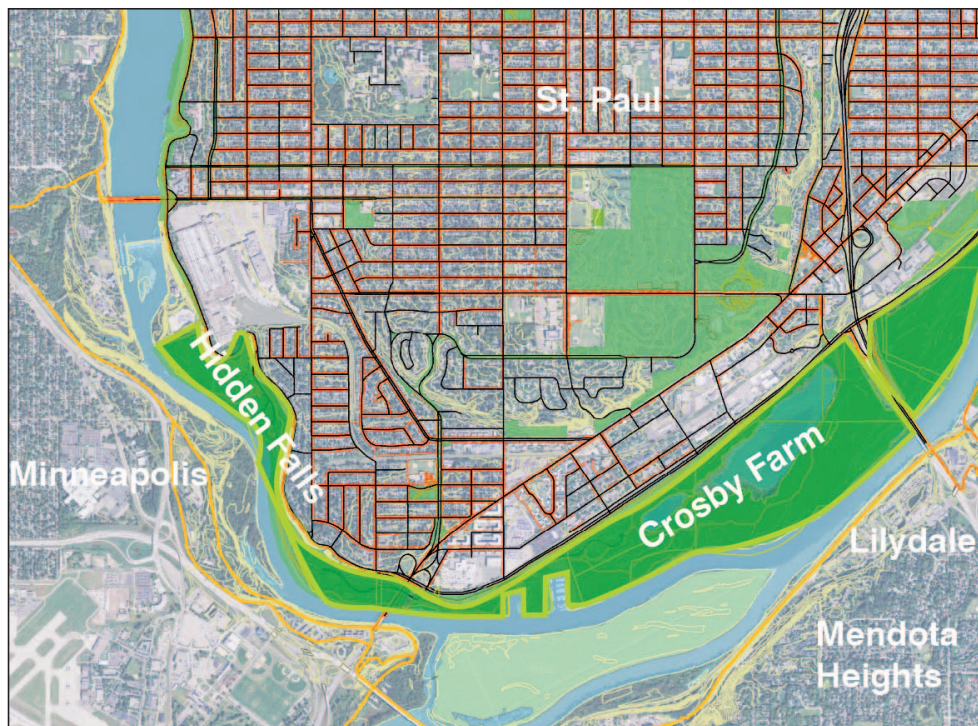 St. Paul
Hidden Falls
Minneapolis
Crosby Farm
Lilydale
Mendota
Heights